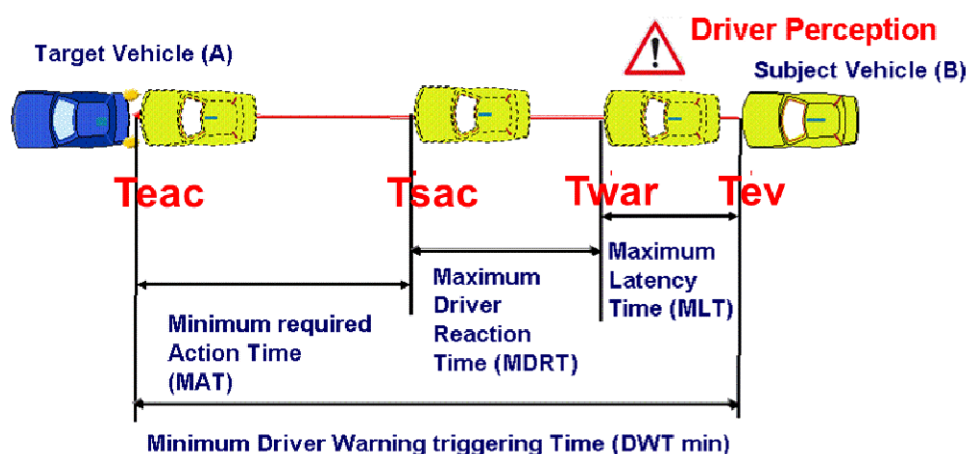 Driver Perception
Target Vehicle (A)
Subject Vehicle (B)
Teac
Tsac
Twar
Tev
Maximum
Latency
Time (MLT)
Maximum
Driver
Reaction
Time (MDRT)
Minimum required
Action Time
(MAT)
Minimum Driver Warning triggering Time (DWT min)